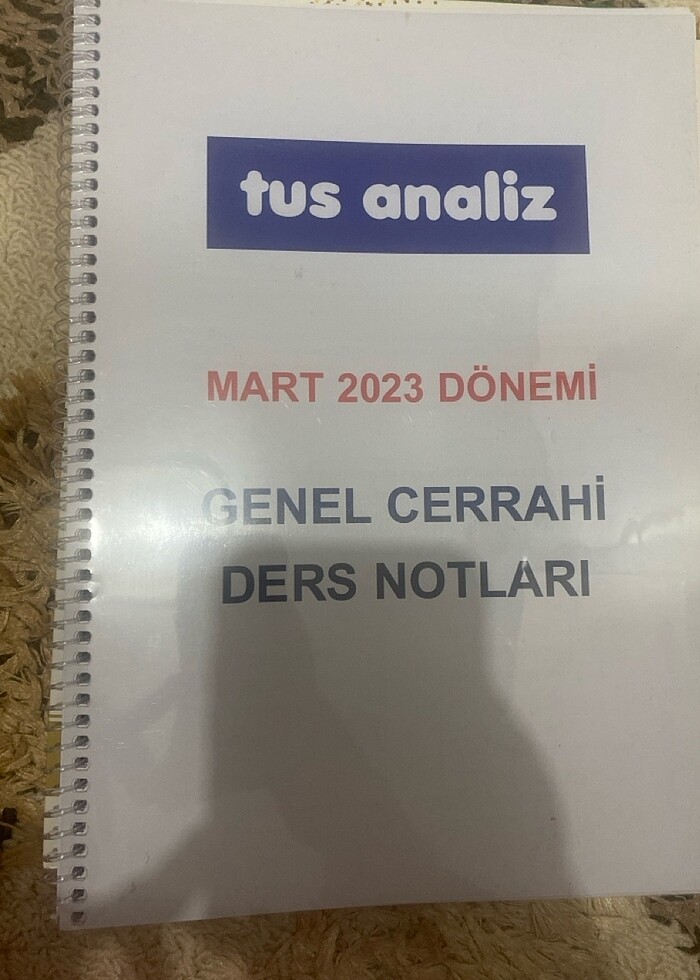 tus analiz
MART 2023 DÖNEMİ
GENEL CERRAHİ
DERS NOTLARI